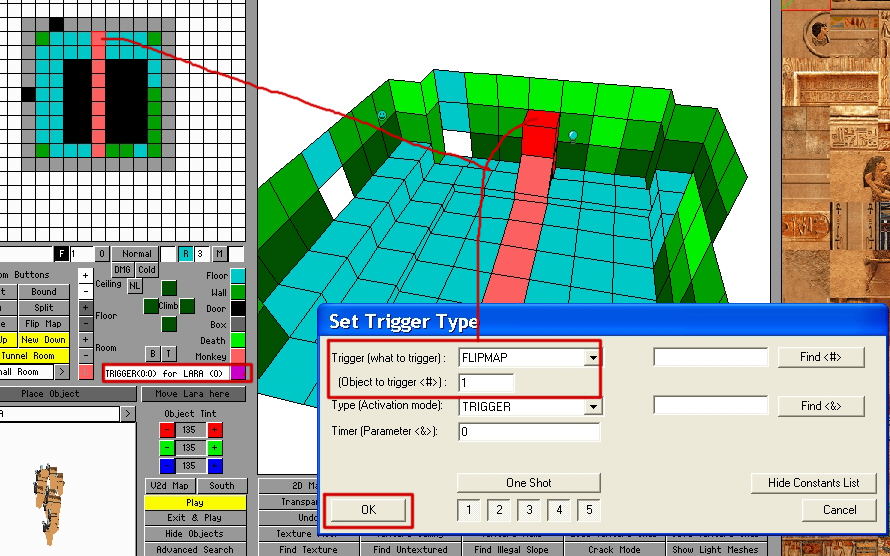 F 1 0 Normal R 3 M
om Buttons
DMG Cold
t Bound
Ceiling NL
Floor
Split
Wall
e Flip Map
Floor
Climb
Door
Up New Down
Box
Tunnel Room
Room
B T
Death
Monkey
mall Room >
TRIGGER(0:0) for LARA (0)
Place Object
Move Lara here
A >
Object Tint
- 135 +
- 135 +
- 135 +
V2d Map South
Play
Exit & Play
Hide Objects
Advanced Search
2D Ma
Transpar
Undo
Texture
Find Texture
Find Untextured
Find Illegal Slope
Crack Mode
Show Light Meshes
Set Trigger Type
Trigger (what to trigger) : FLIPMAP
Find <#>
(Object to trigger <#>) : 1
Type (Activation mode) : TRIGGER
Find <&>
Timer (Parameter <&>) : 0
One Shot
Hide Constants List
OK
1 2 3 4 5
Cancel